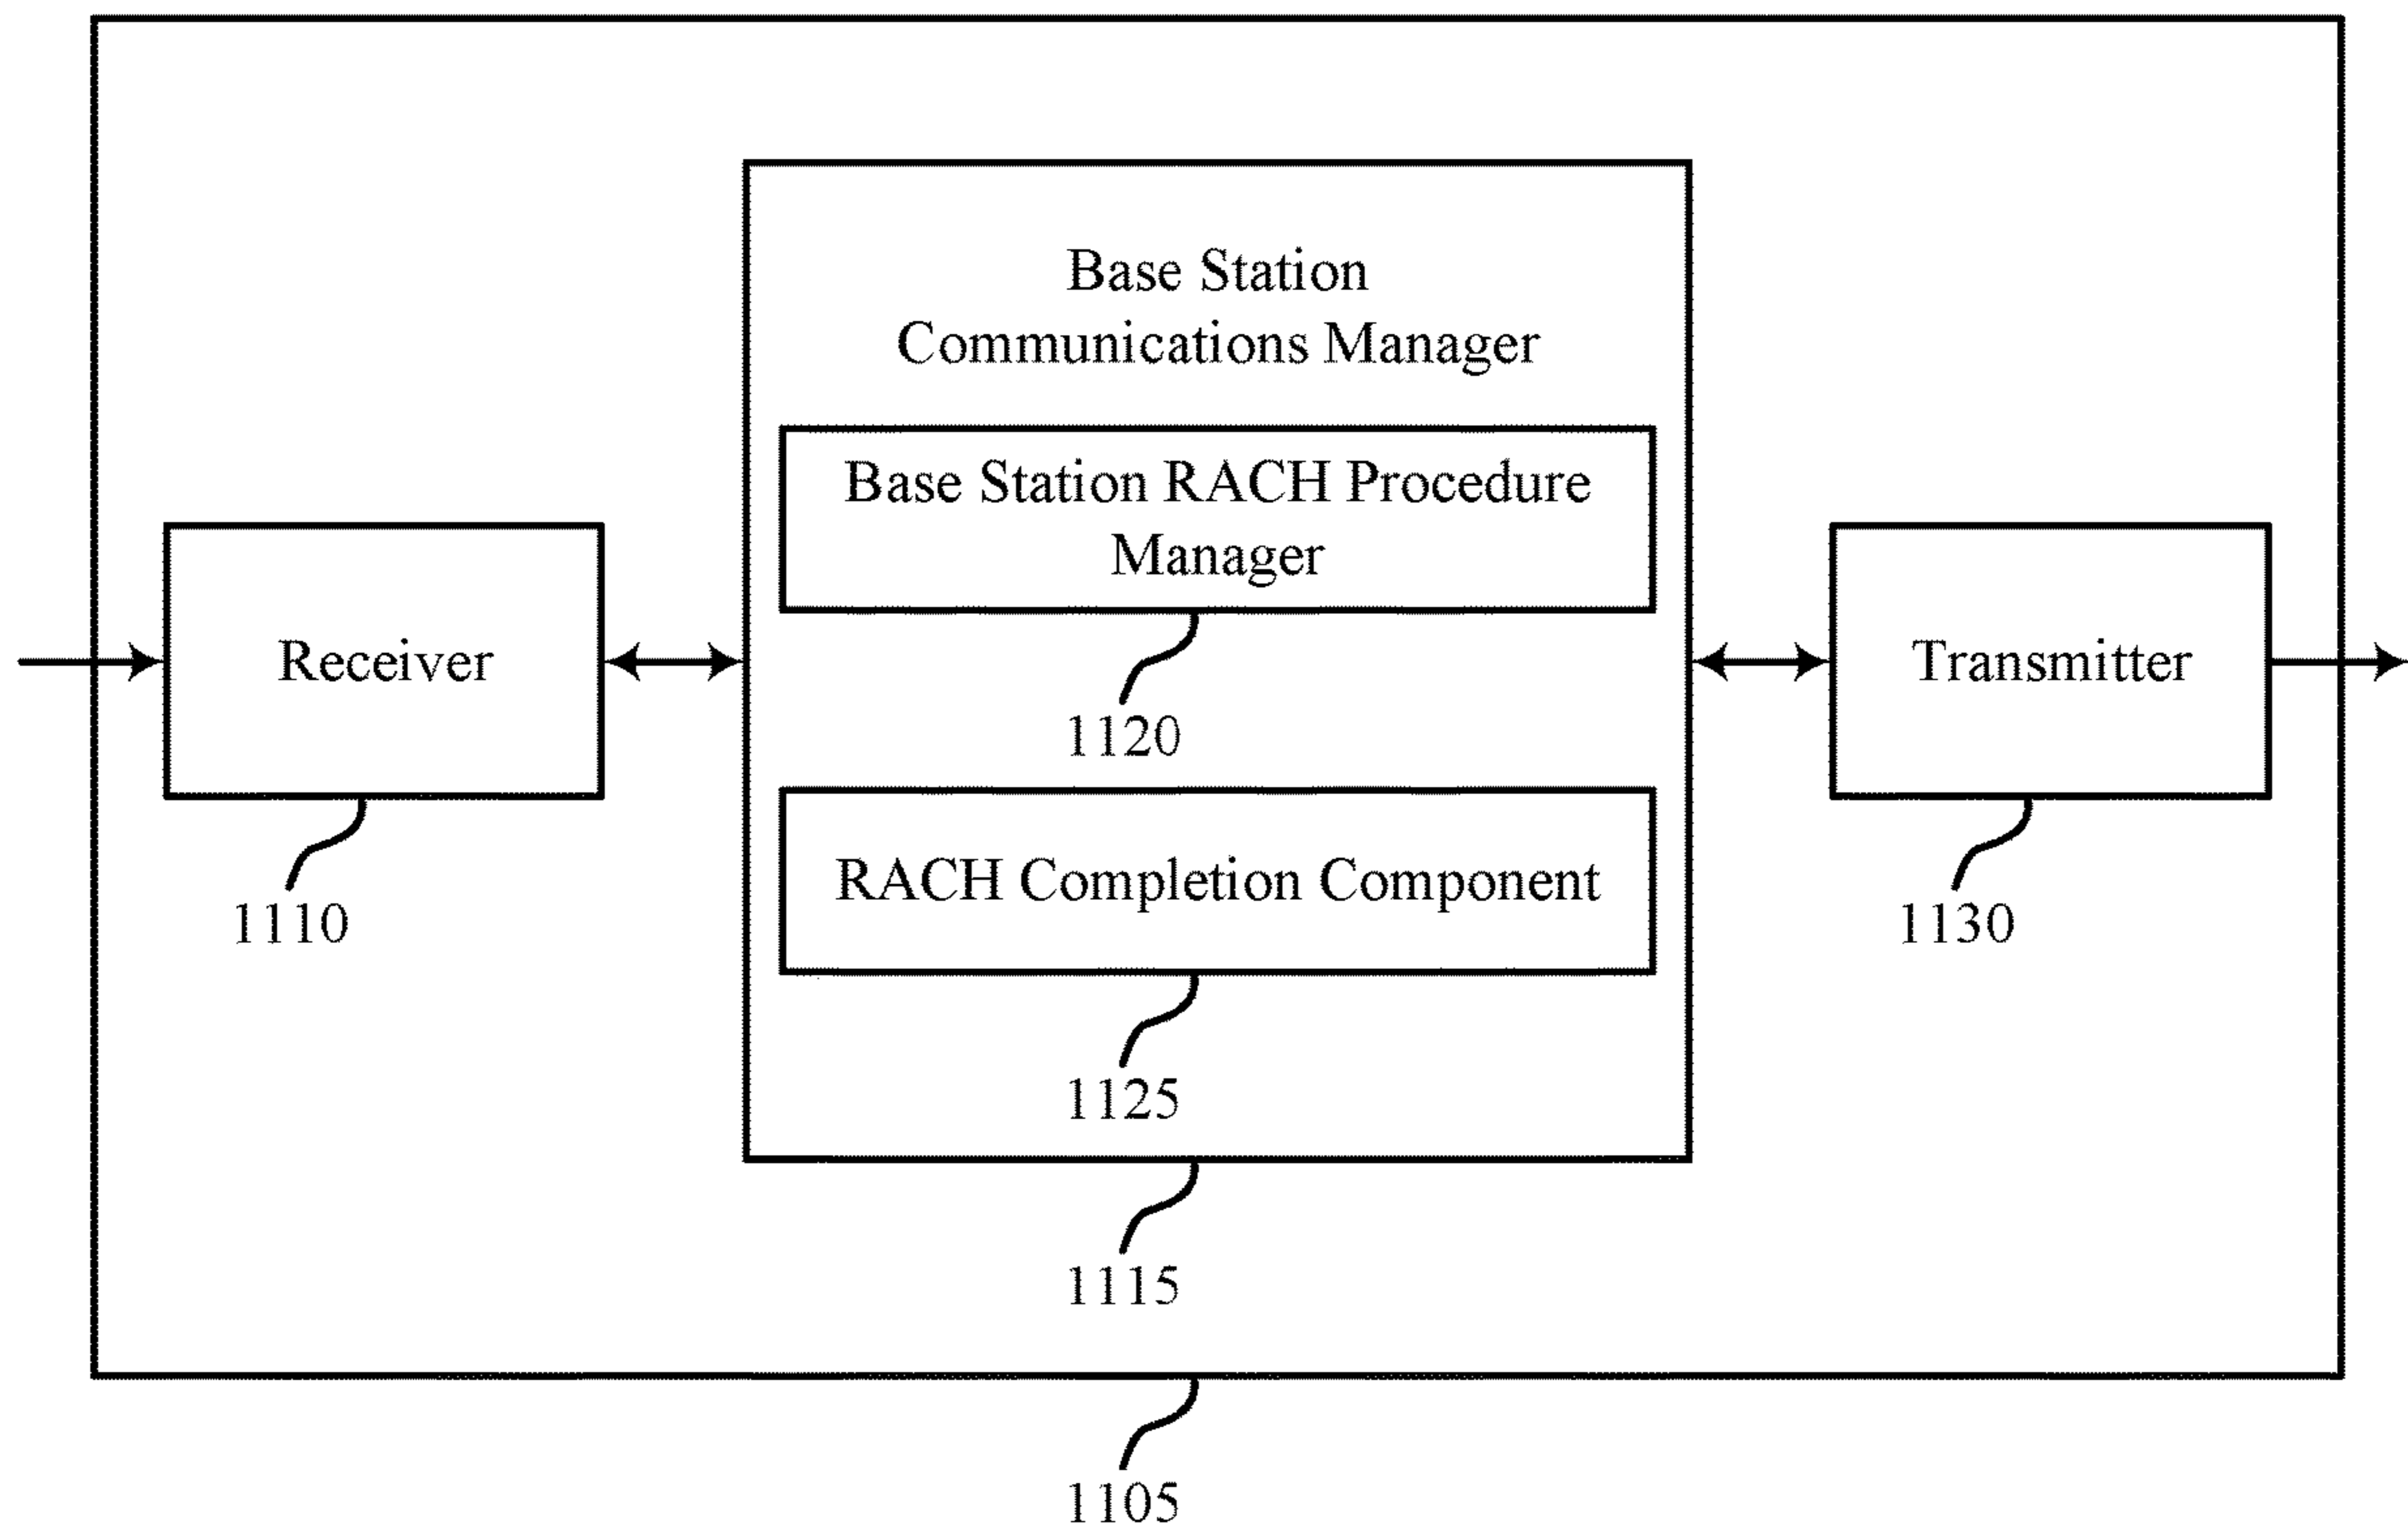 Base Station
Communications Manager
Base Station RACH Procedure
Manager
Receiver
Transmitter
1120
RACH Completion Component
1110
1130
1125
1115
1105